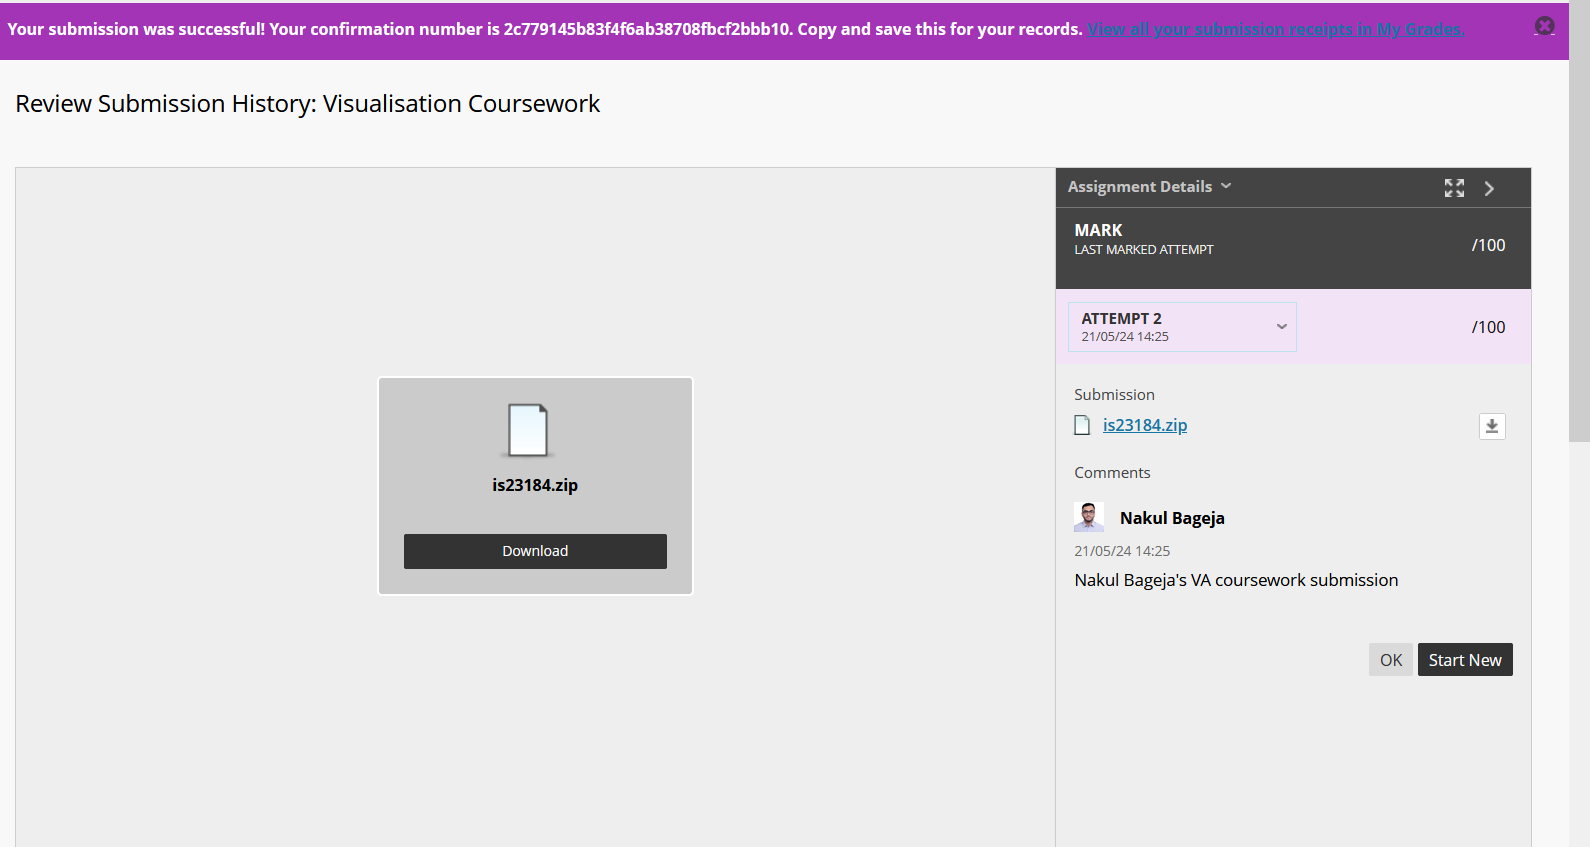 Your submission was successful! Your confirmation number is 2c779145b83f4f6ab38708fbcf2bbb10. Copy and save this for your records. View all your submission receipts in My Grades.
Review Submission History: Visualisation Coursework
Assignment Details
MARK
LAST MARKED ATTEMPT
/100
ATTEMPT 2
21/05/24 14:25
/100
Submission
is23184.zip
Comments
Nakul Bageja
21/05/24 14:25
Nakul Bageja's VA coursework submission
OK
Start New
is23184.zip
Download